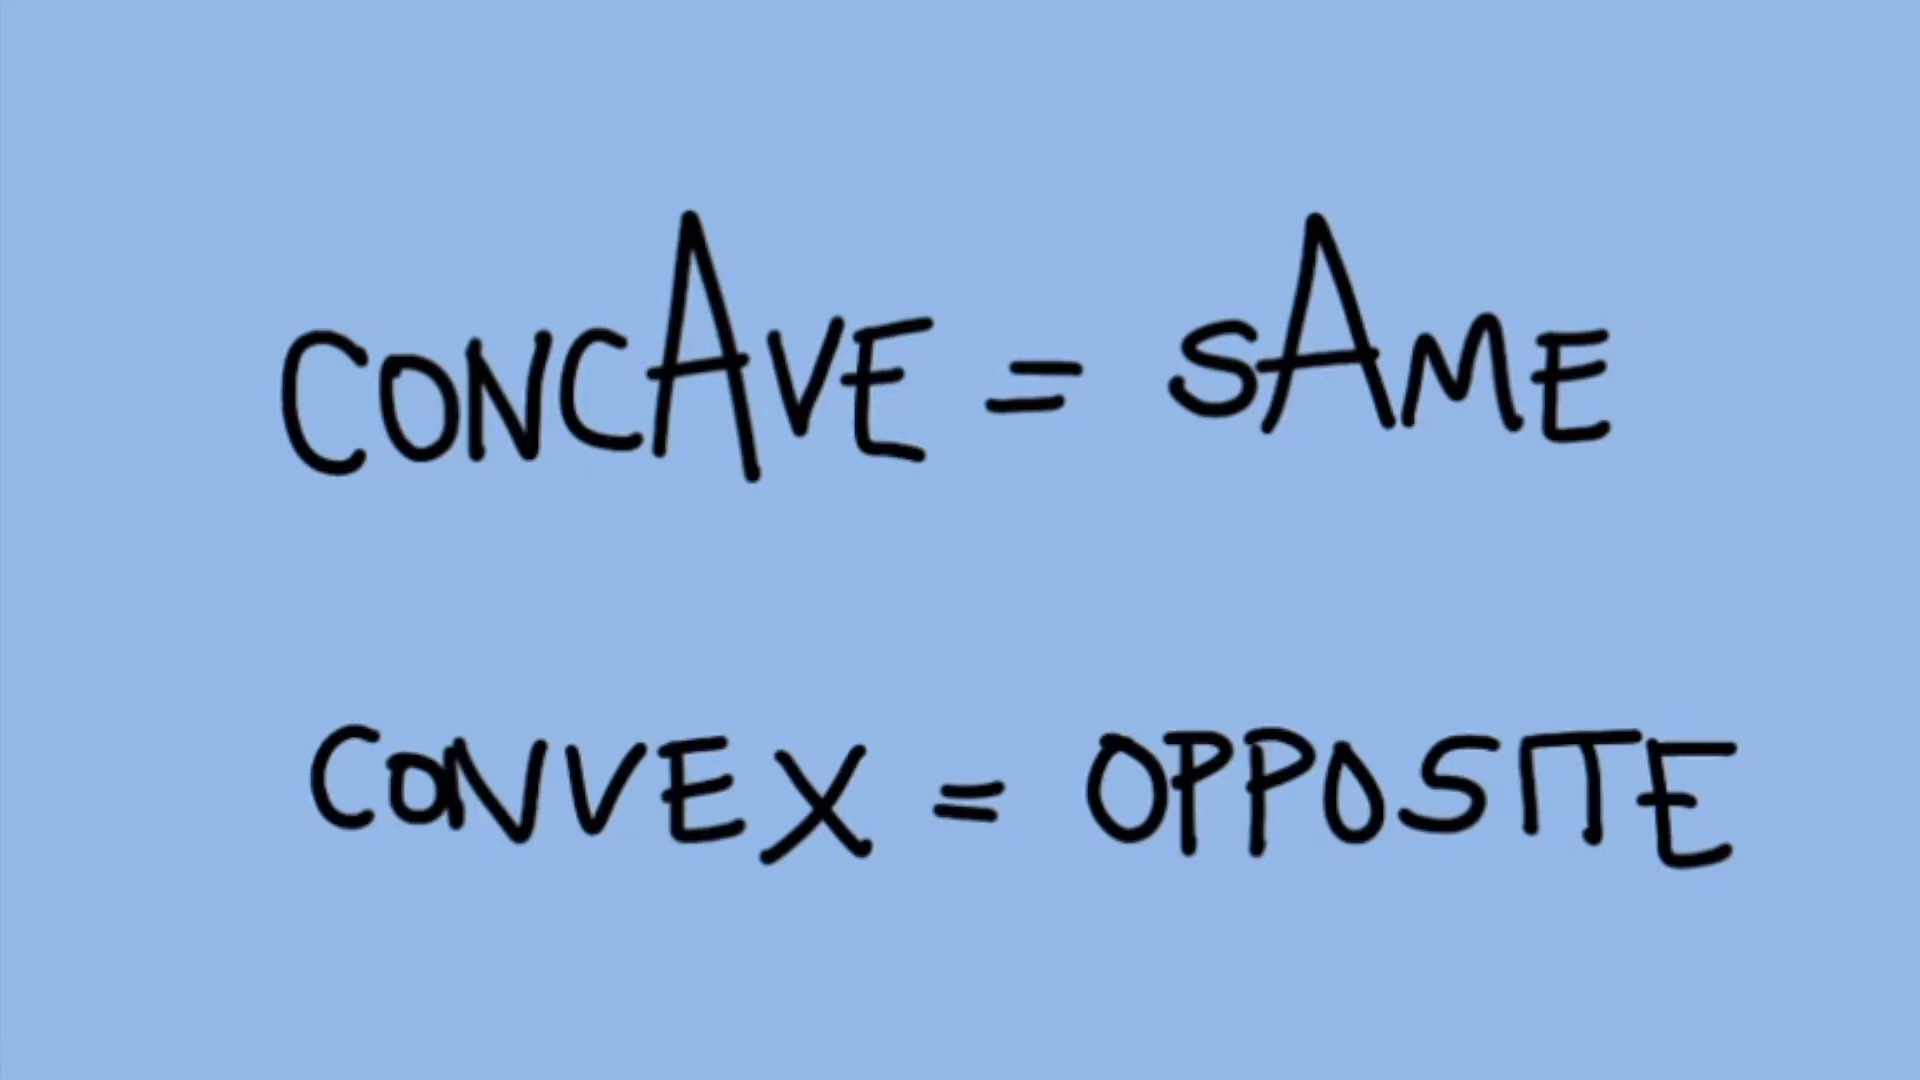 CONCAVE = SAME
CONVEX = OPPOSITE